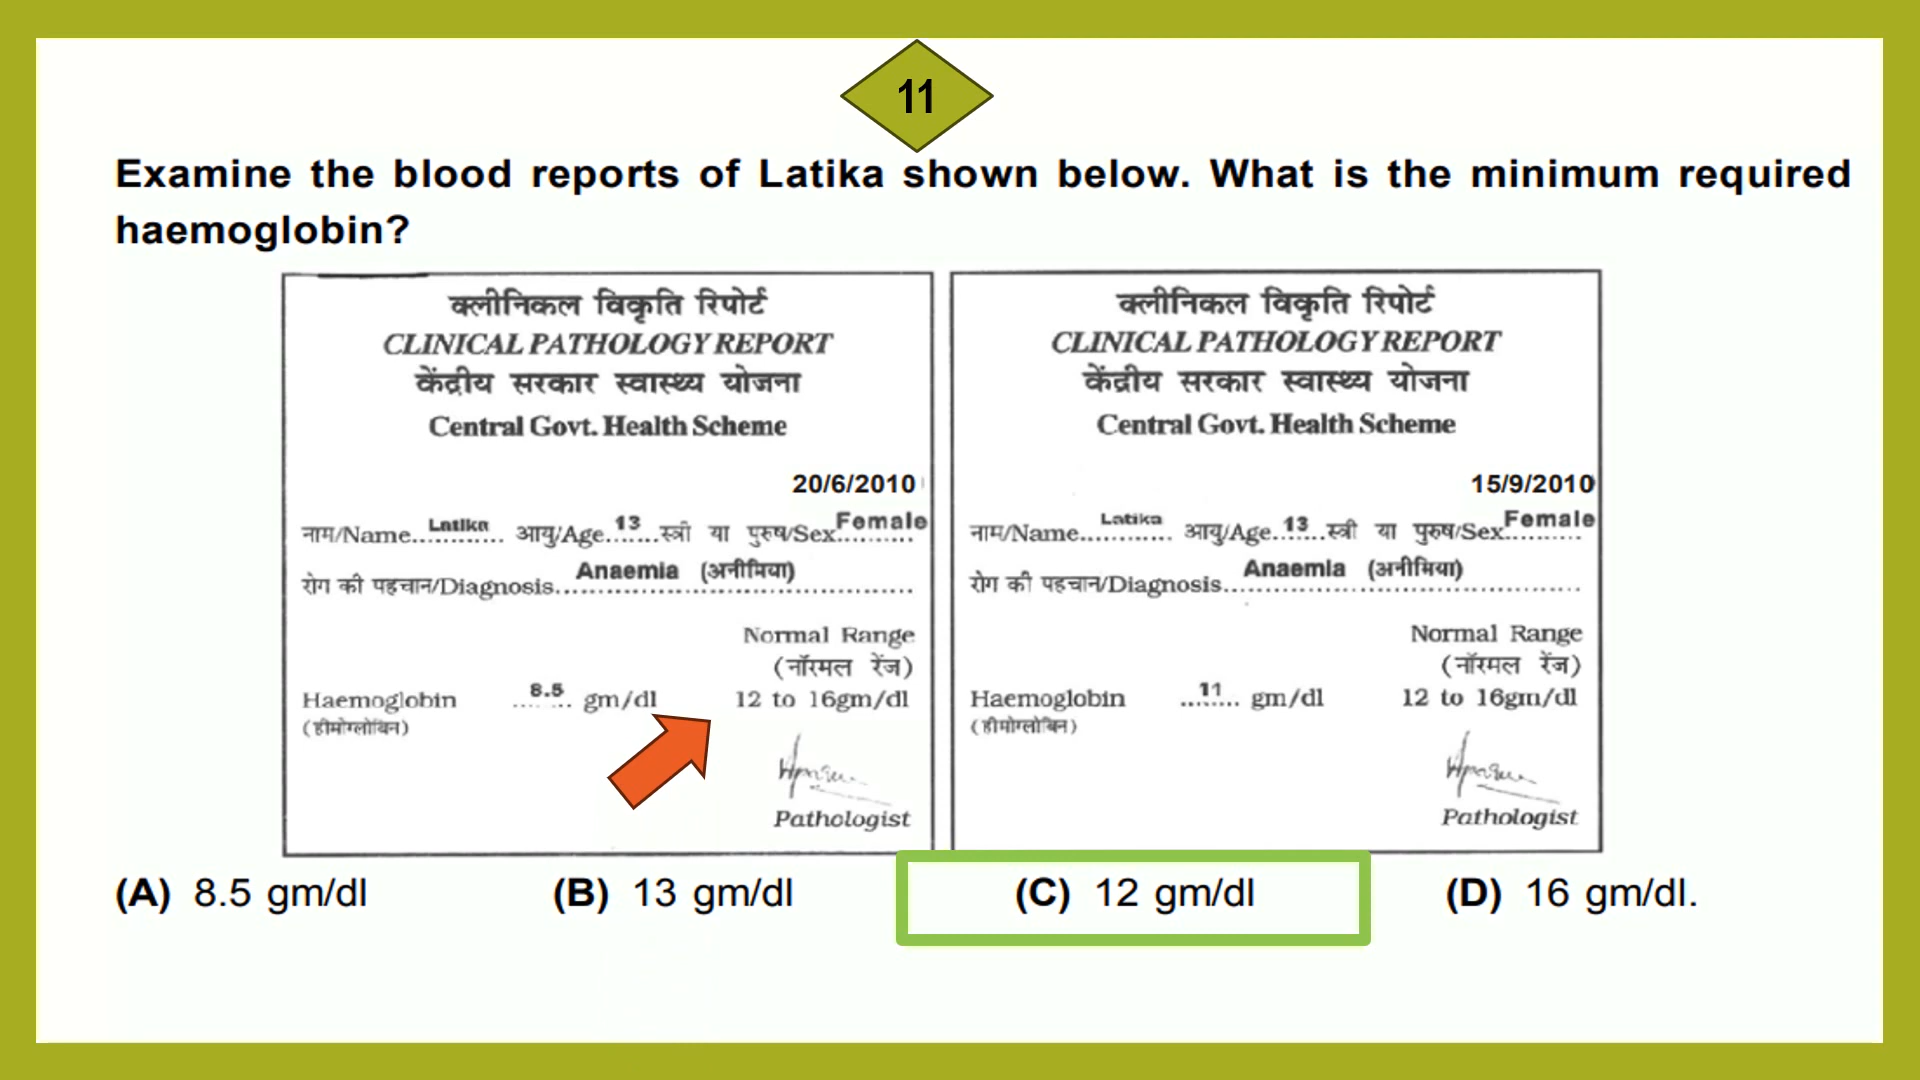 11
Examine the blood reports of Latika shown below. What is the minimum required
haemoglobin?
क्लीनिकल विकृति रिपोर्ट
CLINICAL PATHOLOGY REPORT
केंद्रीय सरकार स्वास्थ्य योजना
Central Govt. Health Scheme
20/6/2010
नाम/Name..Latika.. आयु/Age..13..स्त्री या पुरुष/Sex..Female..
रोग की पहचान/Diagnosis..Anaemia (अनीमिया)..
Normal Range
(नॉरमल रेंज)
Haemoglobin ..8.5.. gm/dl 12 to 16gm/dl
(हीमोग्लोबिन)
Pathologist
क्लीनिकल विकृति रिपोर्ट
CLINICAL PATHOLOGY REPORT
केंद्रीय सरकार स्वास्थ्य योजना
Central Govt. Health Scheme
15/9/2010
नाम/Name..Latika.. आयु/Age..13..स्त्री या पुरुष/Sex..Female..
रोग की पहचान/Diagnosis..Anaemia (अनीमिया)..
Normal Range
(नॉरमल रेंज)
Haemoglobin ..11.. gm/dl 12 to 16gm/dl
(हीमोग्लोबिन)
Pathologist
(A) 8.5 gm/dl (B) 13 gm/dl (C) 12 gm/dl (D) 16 gm/dl.